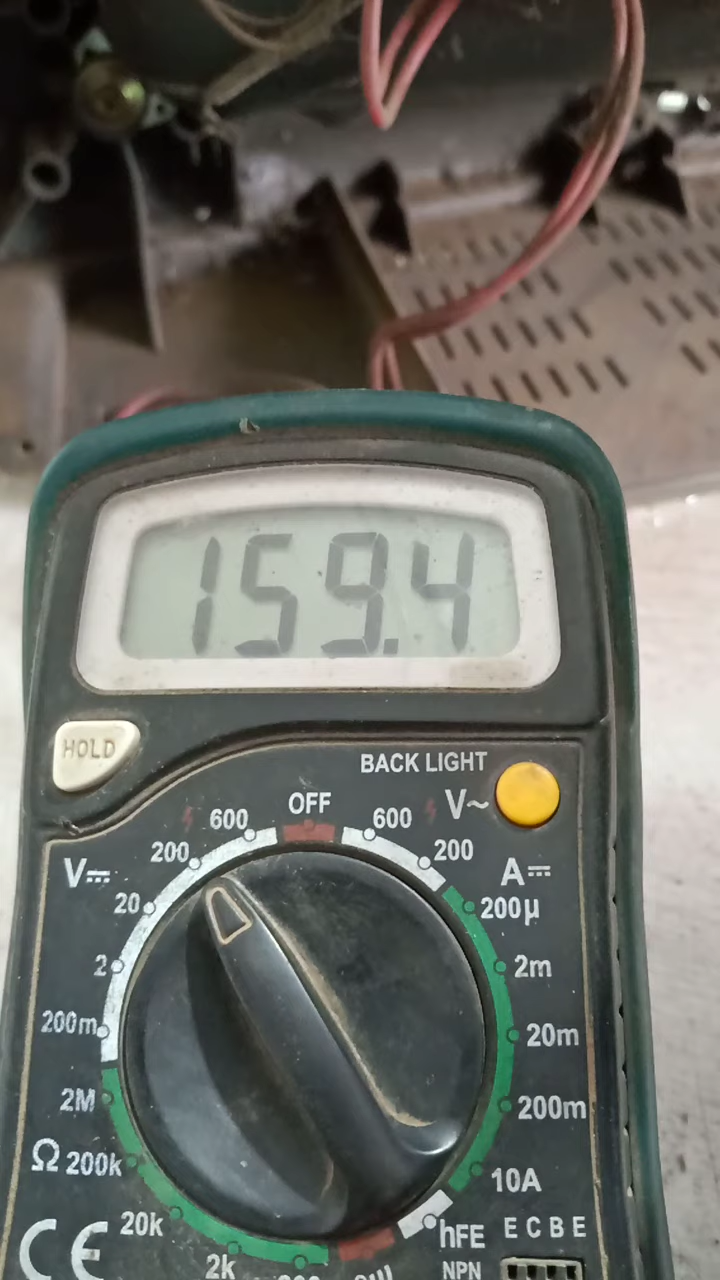 159.4
HOLD
BACK LIGHT
OFF
600
600
V~
200
200
V⎓
A⎓
20
200µ
2
2m
200m
20m
2M
200m
Ω
200k
10A
20k
hFE
E C B E
CE
2k
NPN